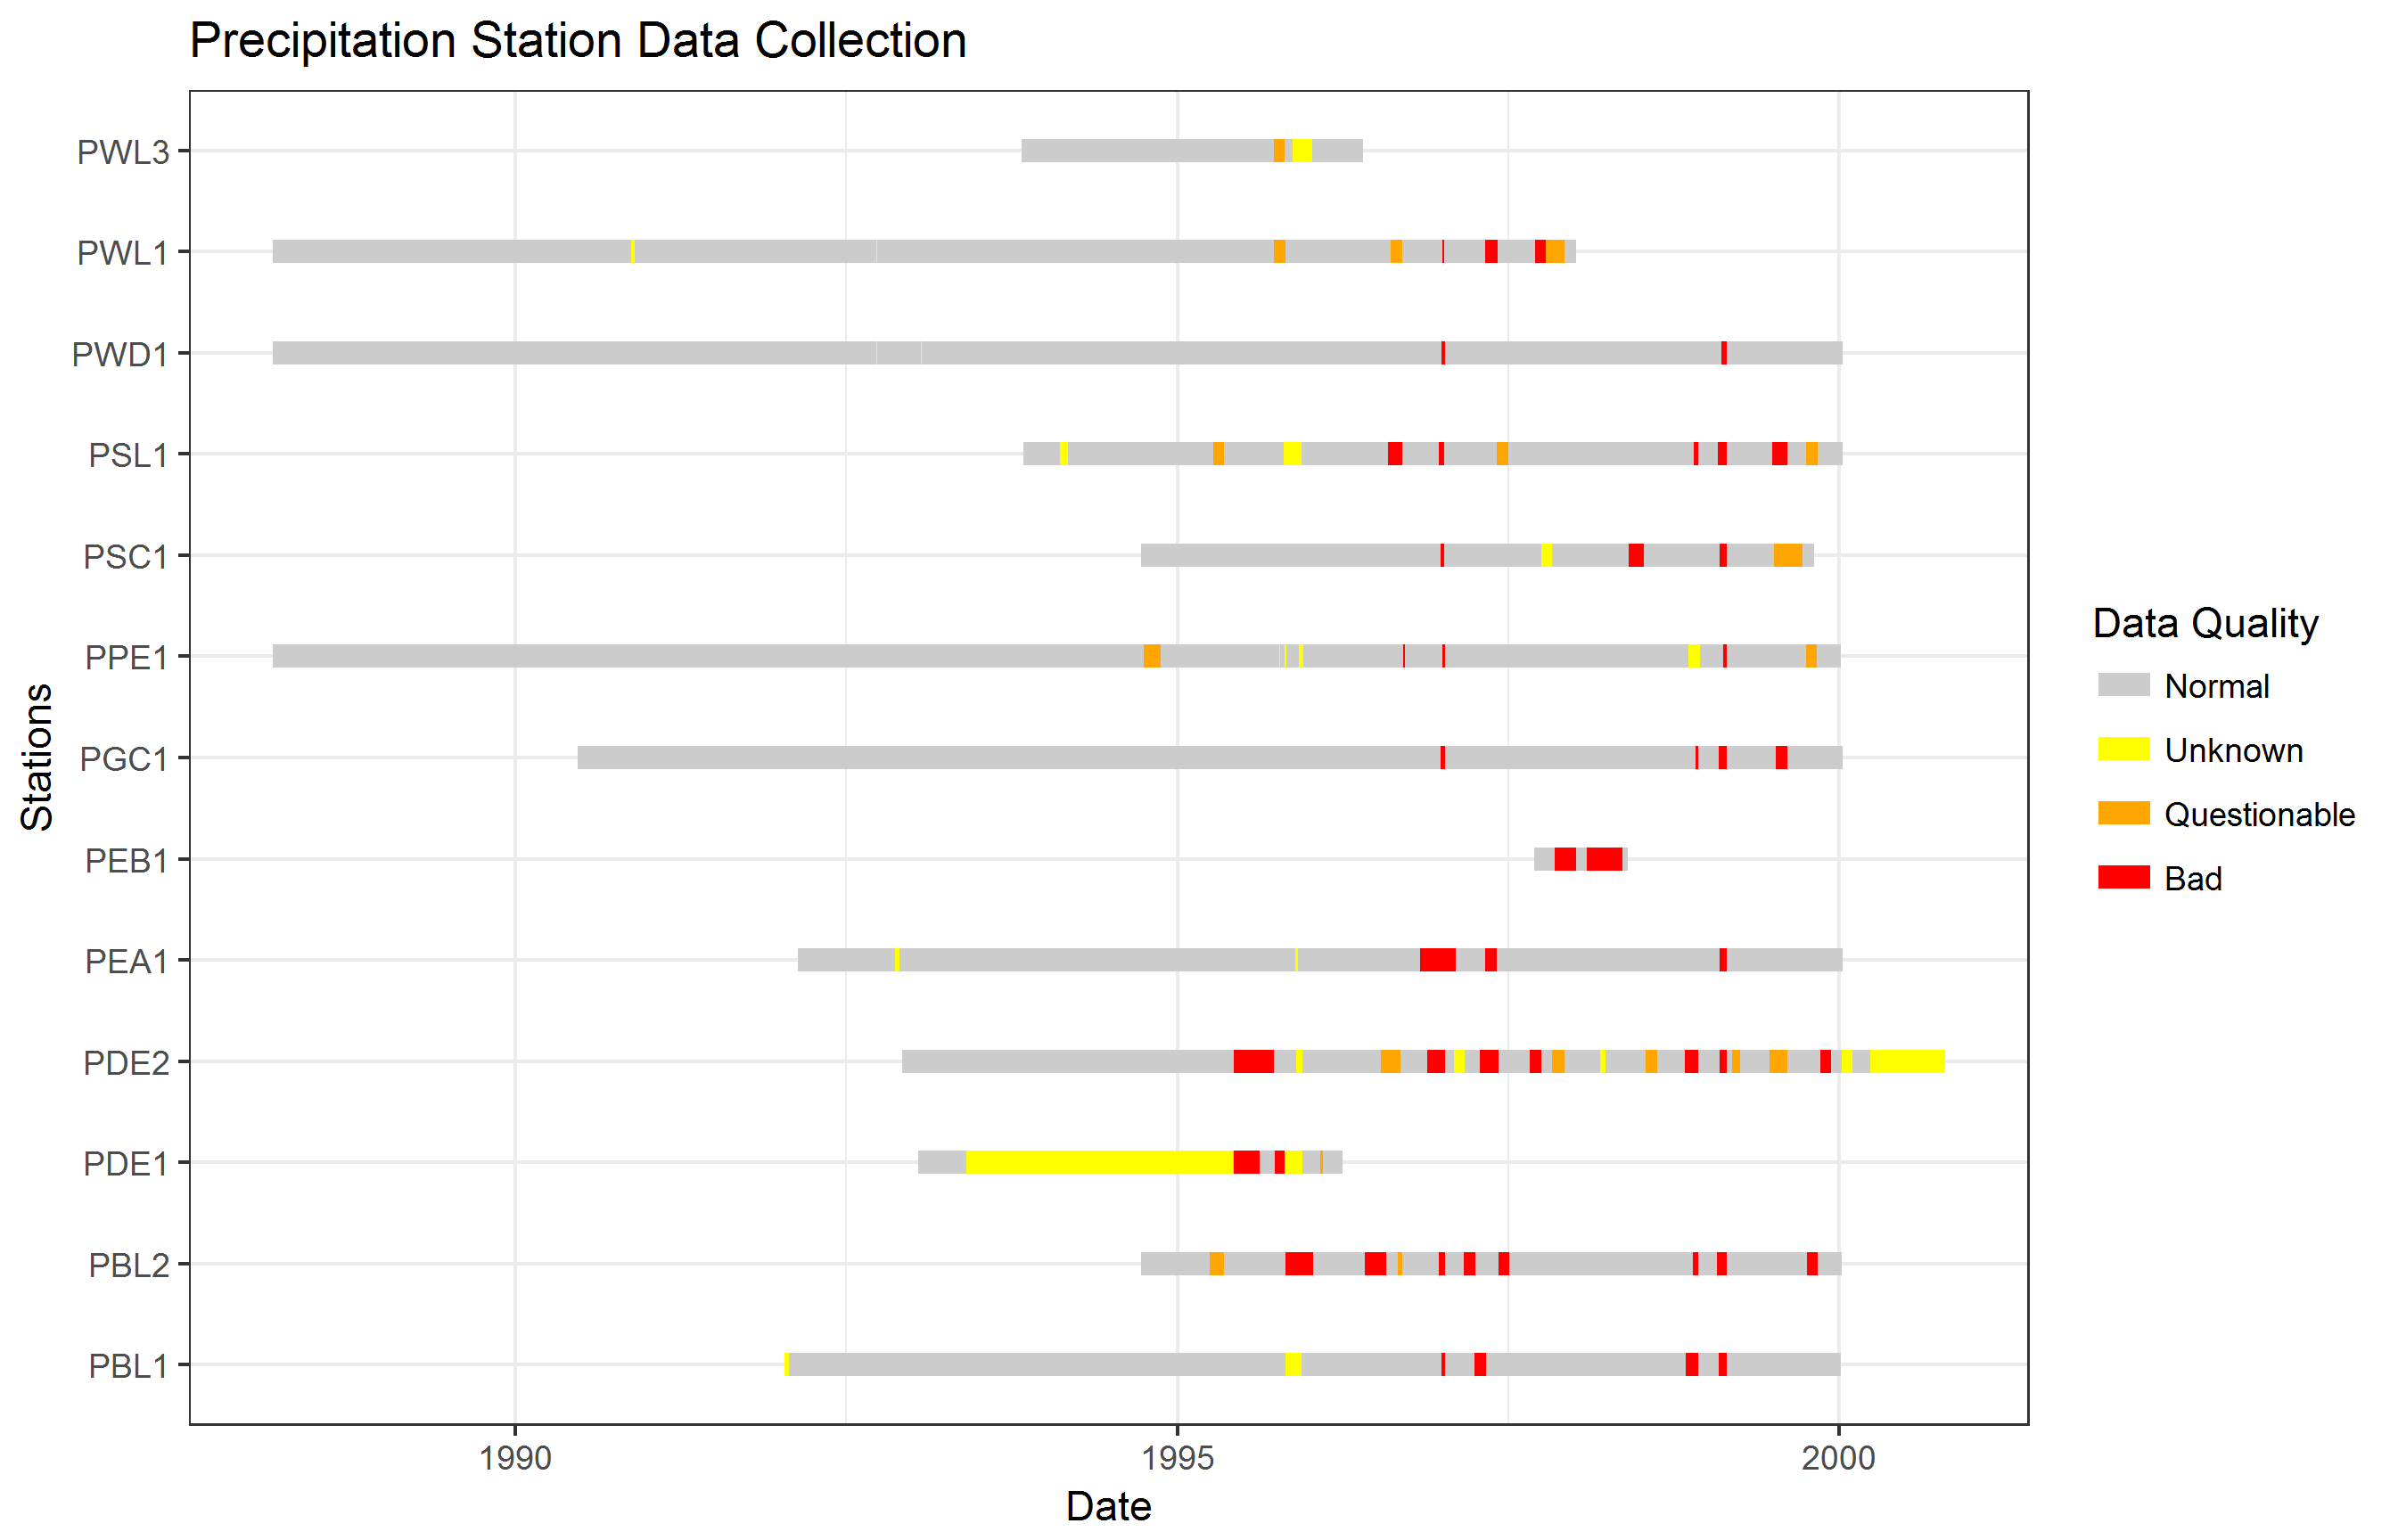 Precipitation Station Data Collection
PWL3
PWL1
PWD1
PSL1
PSC1
PPE1
PGC1
PEB1
PEA1
PDE2
PDE1
PBL2
PBL1
Stations
1990
1995
2000
Date
Data Quality
Normal
Unknown
Questionable
Bad